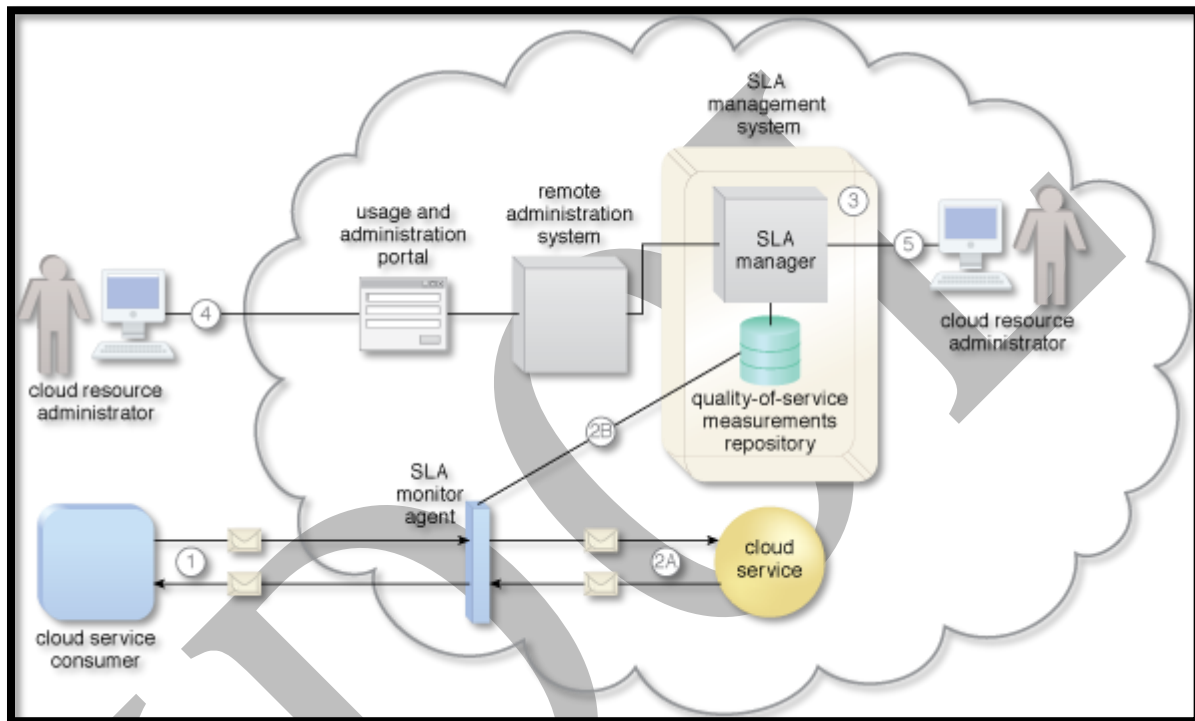 SLA
management
system
remote
administration
system
usage and
administration
portal
3
SLA
manager
5
4
cloud resource
administrator
cloud resource
administrator
quality-of-service
measurements
repository
2B
SLA
monitor
agent
1
2A
cloud
service
cloud service
consumer